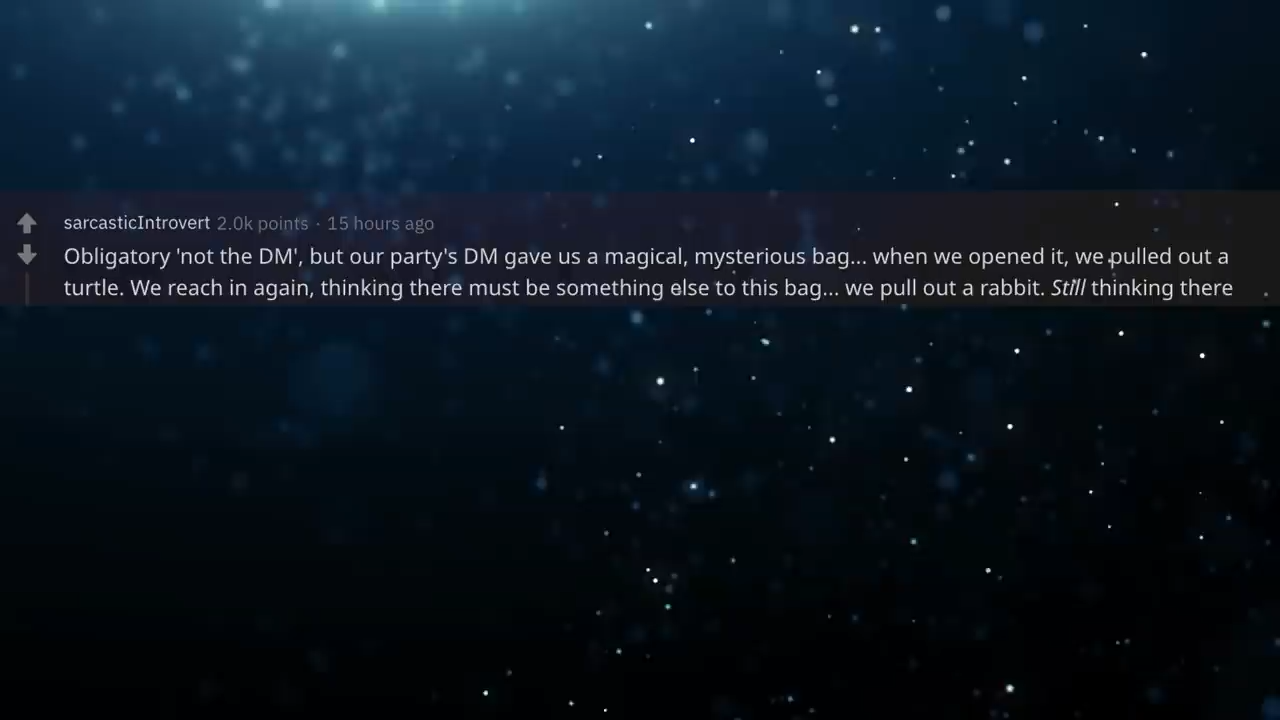 sarcasticIntrovert 2.0k points · 15 hours ago
Obligatory 'not the DM', but our party's DM gave us a magical, mysterious bag... when we opened it, we pulled out a
turtle. We reach in again, thinking there must be something else to this bag... we pull out a rabbit. Still thinking there